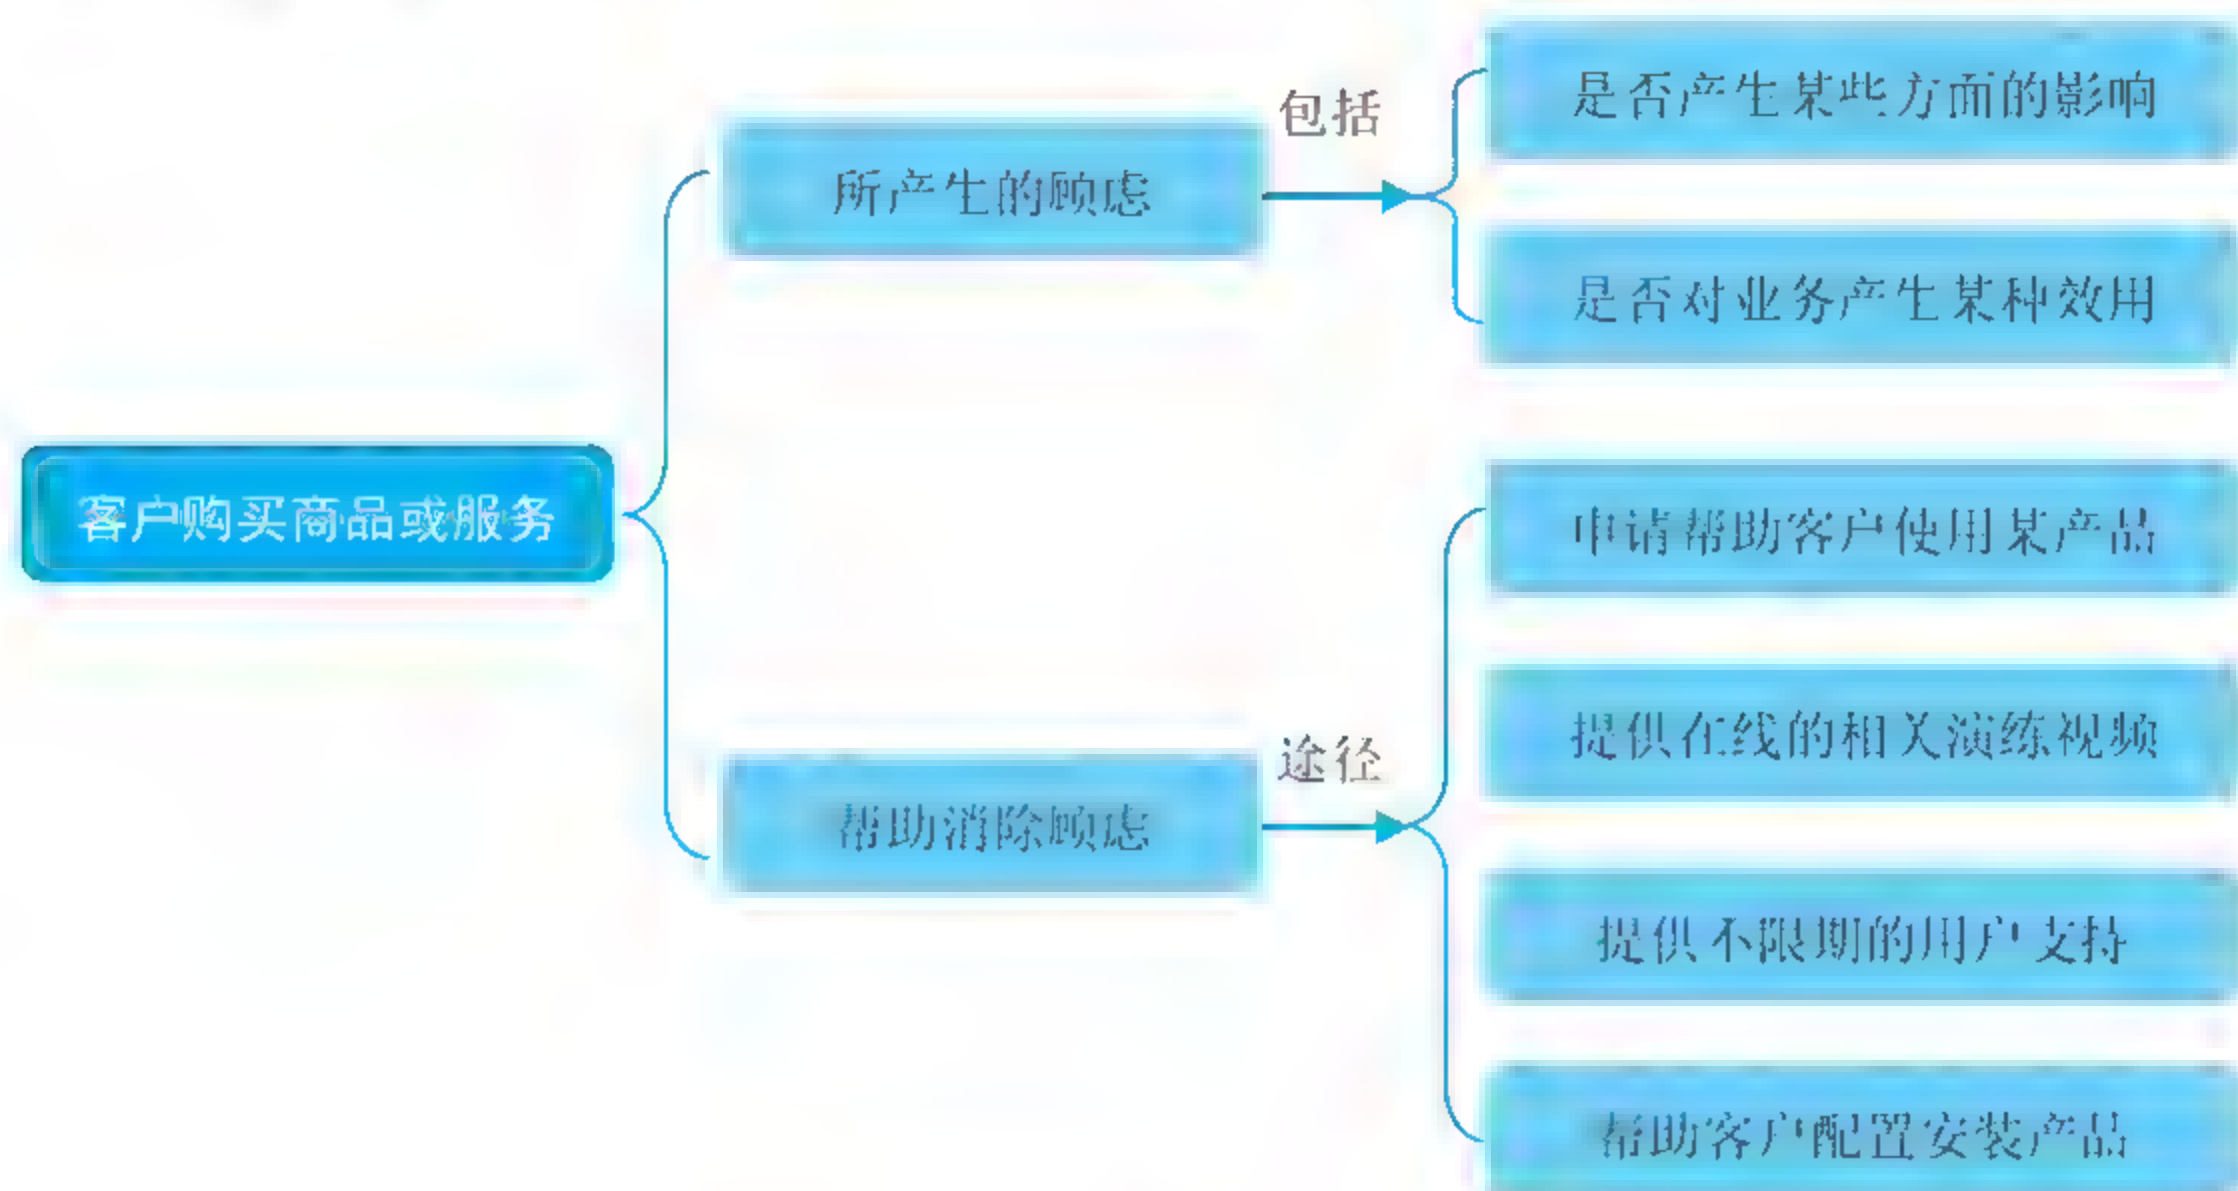 包括
是否产生某些方面的影响
所产生的顾虑
是否对业务产生某种效用
客户购买商品或服务
申请帮助客户使用某产品
提供在线的相关演练视频
途径
帮助消除顾虑
提供不限期的用户支持
帮助客户配置安装产品